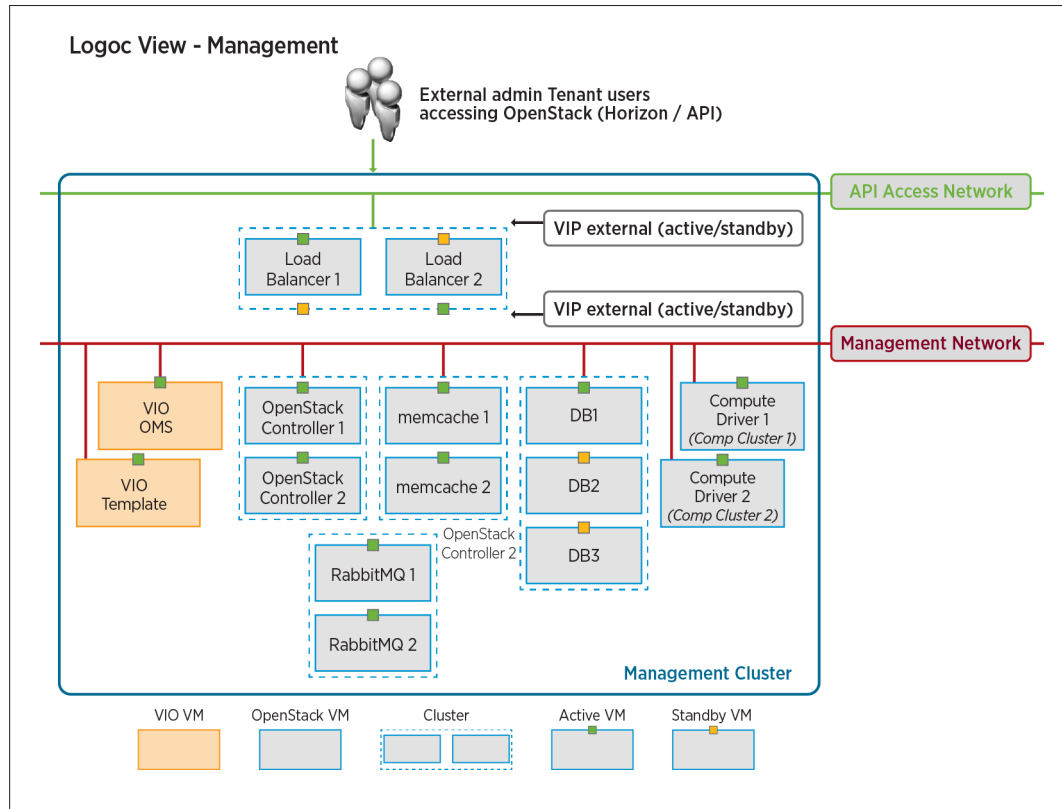 Logoc View - Management
External admin Tenant users
accessing OpenStack (Horizon / API)
API Access Network
VIP external (active/standby)
Load
Balancer 1
Load
Balancer 2
VIP external (active/standby)
Management Network
VIO
OMS
VIO
Template
OpenStack
Controller 1
OpenStack
Controller 2
memcache 1
memcache 2
OpenStack
Controller 2
DB1
DB2
DB3
Compute
Driver 1
(Comp Cluster 1)
Compute
Driver 2
(Comp Cluster 2)
RabbitMQ 1
RabbitMQ 2
Management Cluster
VIO VM
OpenStack VM
Cluster
Active VM
Standby VM